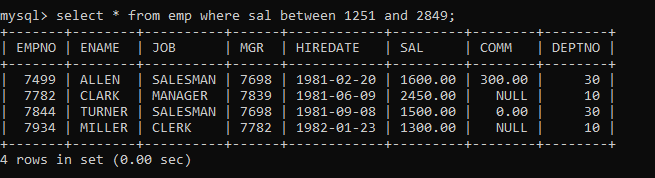 mysql> select * from emp where sal between 1251 and 2849;
+-------+--------+----------+------+------------+---------+--------+--------+
| EMPNO | ENAME  | JOB      | MGR  | HIREDATE   | SAL     | COMM   | DEPTNO |
+-------+--------+----------+------+------------+---------+--------+--------+
|  7499 | ALLEN  | SALESMAN | 7698 | 1981-02-20 | 1600.00 | 300.00 |     30 |
|  7782 | CLARK  | MANAGER  | 7839 | 1981-06-09 | 2450.00 |   NULL |     10 |
|  7844 | TURNER | SALESMAN | 7698 | 1981-09-08 | 1500.00 |   0.00 |     30 |
|  7934 | MILLER | CLERK    | 7782 | 1982-01-23 | 1300.00 |   NULL |     10 |
+-------+--------+----------+------+------------+---------+--------+--------+
4 rows in set (0.00 sec)